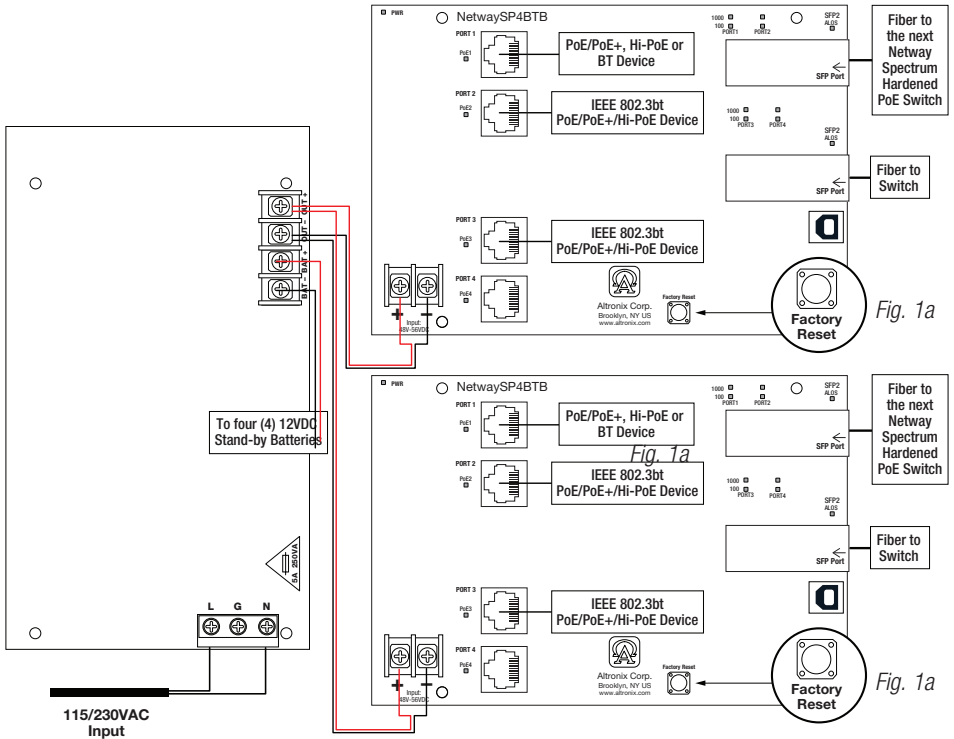 PWR
NetwaySP4BTB
PORT 1
PoE1
PoE/PoE+, Hi-PoE or
BT Device
1000
100
PORT1
PORT2
SFP2
ALOS
SFP Port
Fiber to
the next
Netway
Spectrum
Hardened
PoE Switch
PORT 2
PoE2
IEEE 802.3bt
PoE/PoE+/Hi-PoE Device
1000
100
PORT3
PORT4
SFP2
ALOS
SFP Port
Fiber to
Switch
PORT 3
PoE3
IEEE 802.3bt
PoE/PoE+/Hi-PoE Device
PORT 4
PoE4
Altronix Corp.
Brooklyn, NY US
www.altronix.com
Factory Reset
Factory
Reset
Fig. 1a
+ –
Input:
48V-56VDC
OUT +
OUT –
BAT +
BAT –
To four (4) 12VDC
Stand-by Batteries
5A 250VA
L G N
115/230VAC
Input
PWR
NetwaySP4BTB
PORT 1
PoE1
PoE/PoE+, Hi-PoE or
BT Device
Fig. 1a
1000
100
PORT1
PORT2
SFP2
ALOS
SFP Port
Fiber to
the next
Netway
Spectrum
Hardened
PoE Switch
PORT 2
PoE2
IEEE 802.3bt
PoE/PoE+/Hi-PoE Device
1000
100
PORT3
PORT4
SFP2
ALOS
SFP Port
Fiber to
Switch
PORT 3
PoE3
IEEE 802.3bt
PoE/PoE+/Hi-PoE Device
PORT 4
PoE4
Altronix Corp.
Brooklyn, NY US
www.altronix.com
Factory Reset
Factory
Reset
Fig. 1a
+ –
Input:
48V-56VDC